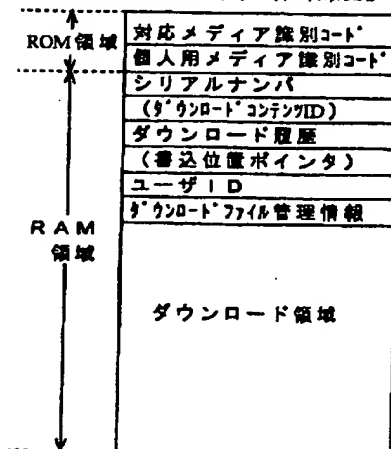 ROM領域
対応メディア識別コード
個人用メディア識別コード
シリアルナンバ
(ダウンロードコンテンツID)
ダウンロード履歴
(書込位置ポインタ)
ユーザID
ダウンロードファイル管理情報
RAM
領域
ダウンロード領域